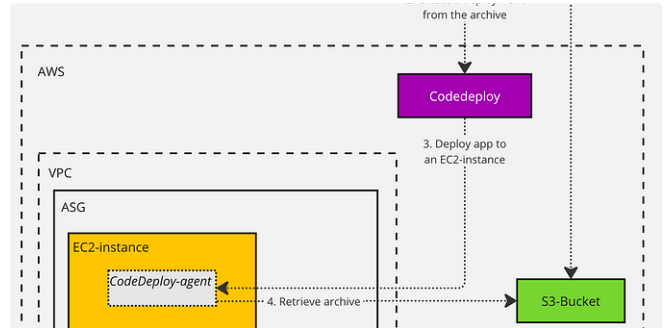 from the archive
AWS
Codedeploy
3. Deploy app to
an EC2-instance
VPC
ASG
EC2-instance
CodeDeploy-agent
4. Retrieve archive
S3-Bucket